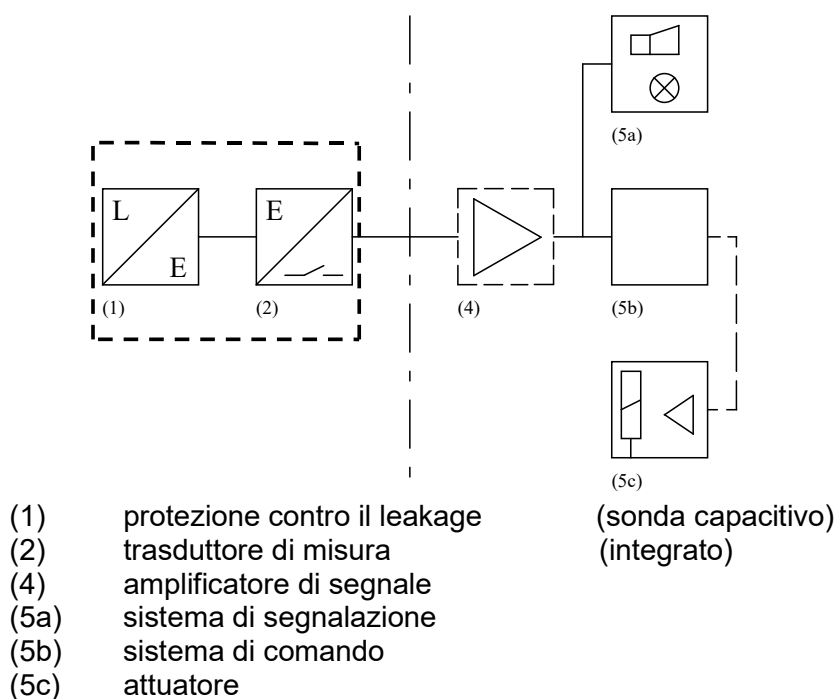 (5a)
L
E
E
(1)
(2)
(4)
(5b)
(5c)
(1) protezione contro il leakage (sonda capacitivo)
(2) trasduttore di misura (integrato)
(4) amplificatore di segnale
(5a) sistema di segnalazione
(5b) sistema di comando
(5c) attuatore